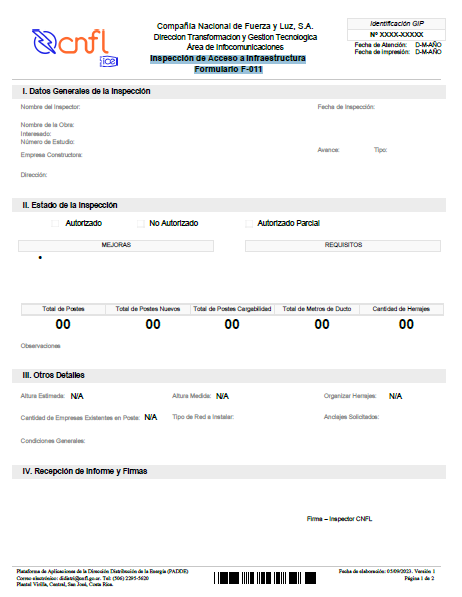 cnfl
ice
Compañía Nacional de Fuerza y Luz, S.A.
Direccion Transformacion y Gestion Tecnologica
Área de Infocomunicaciones
Inspección de Acceso a Infraestructura
Formulario F-011
Identificación GIP
Nº XXXX-XXXXX
Fecha de Atención: D-M-AÑO
Fecha de impresión: D-M-AÑO
I. Datos Generales de la Inspección
Nombre del Inspector: Fecha de Inspección:
Nombre de la Obra:
Interesado:
Número de Estudio:
Empresa Constructora: Avance: Tipo:
Dirección:
II. Estado de la Inspección
Autorizado No Autorizado Autorizado Parcial
MEJORAS REQUISITOS
•
Total de Postes Total de Postes Nuevos Total de Postes Cargabilidad Total de Metros de Ducto Cantidad de Herrajes
00 00 00 00 00
Observaciones
III. Otros Detalles
Altura Estimada: N/A Altura Medida: N/A Organizar Herrajes: N/A
Cantidad de Empresas Existentes en Poste: N/A Tipo de Red a Instalar: Anclajes Solicitados:
Condiciones Generales:
IV. Recepción de Informe y Firmas
Firma – Inspector CNFL
Plataforma de Aplicaciones de la Dirección Distribución de la Energía (PADDE)
Correo electrónico: didistri@cnfl.go.cr. Tel: (506) 2295-5620
Plantel Virilla, Central, San José, Costa Rica.
Fecha de elaboración: 05/09/2023. Versión 1
Página 1 de 2